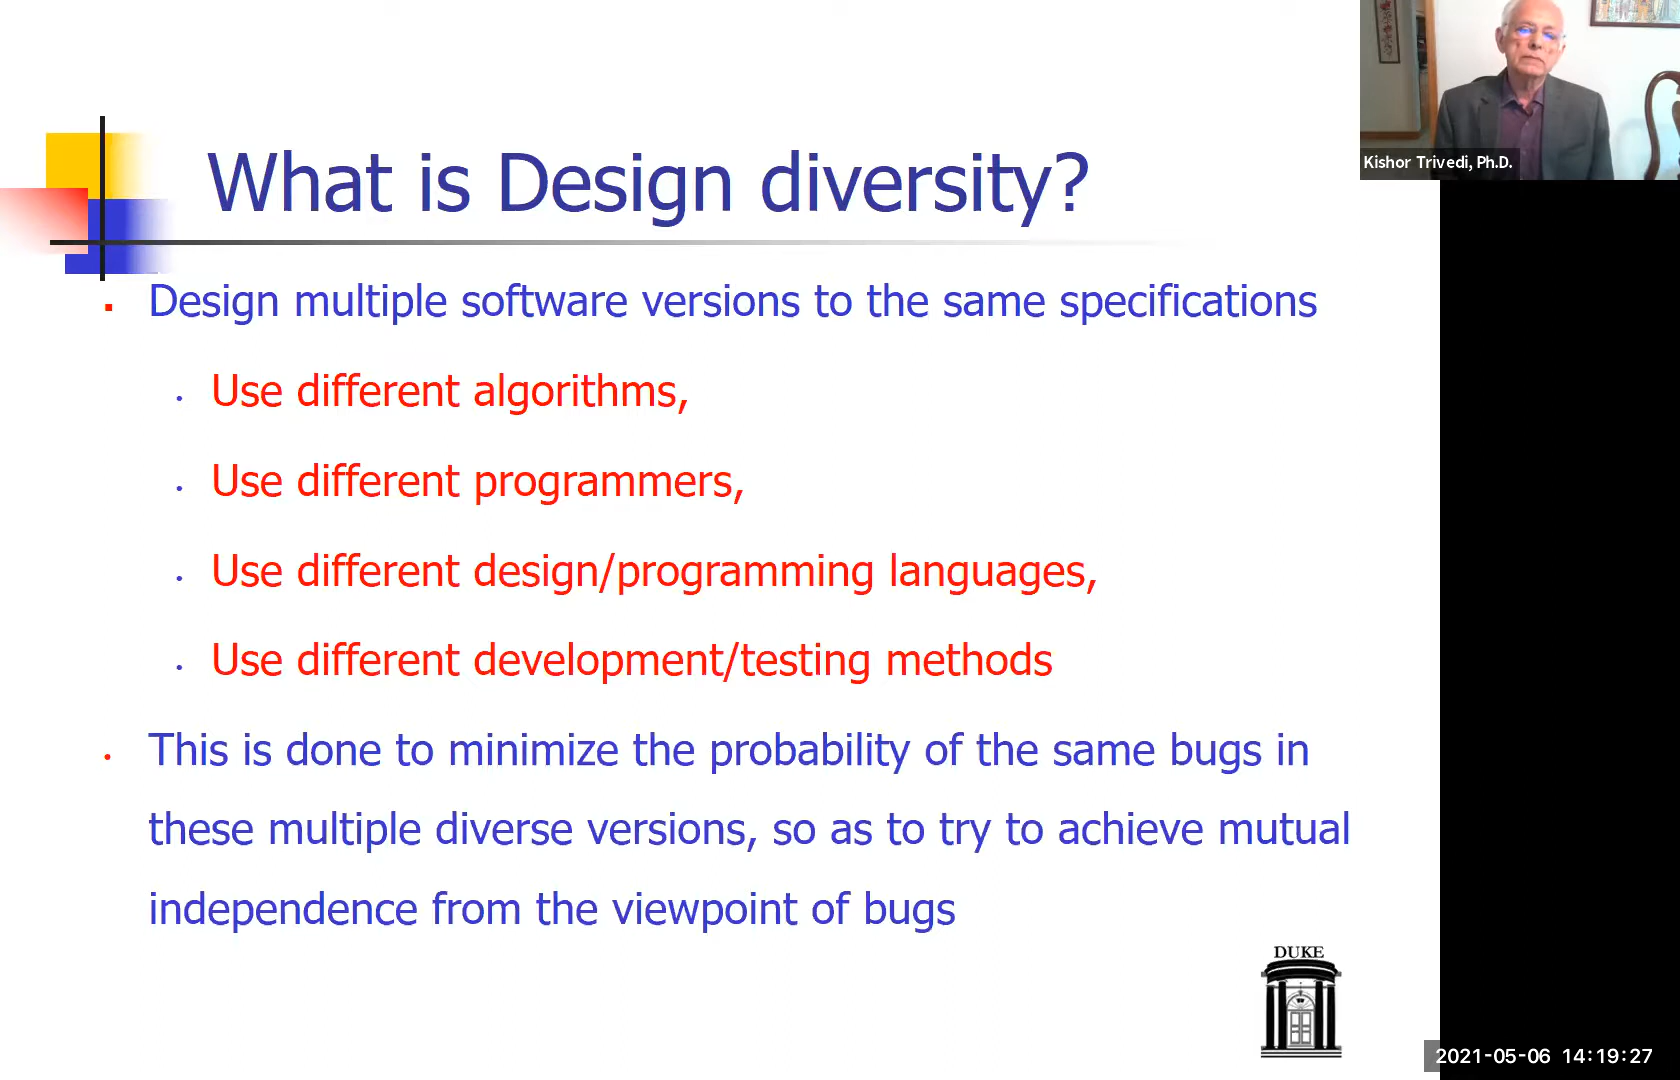 What is Design diversity?
Design multiple software versions to the same specifications
Use different algorithms,
Use different programmers,
Use different design/programming languages,
Use different development/testing methods
This is done to minimize the probability of the same bugs in
these multiple diverse versions, so as to try to achieve mutual
independence from the viewpoint of bugs
DUKE
Kishor Trivedi, Ph.D.
2021-05-06 14:19:27